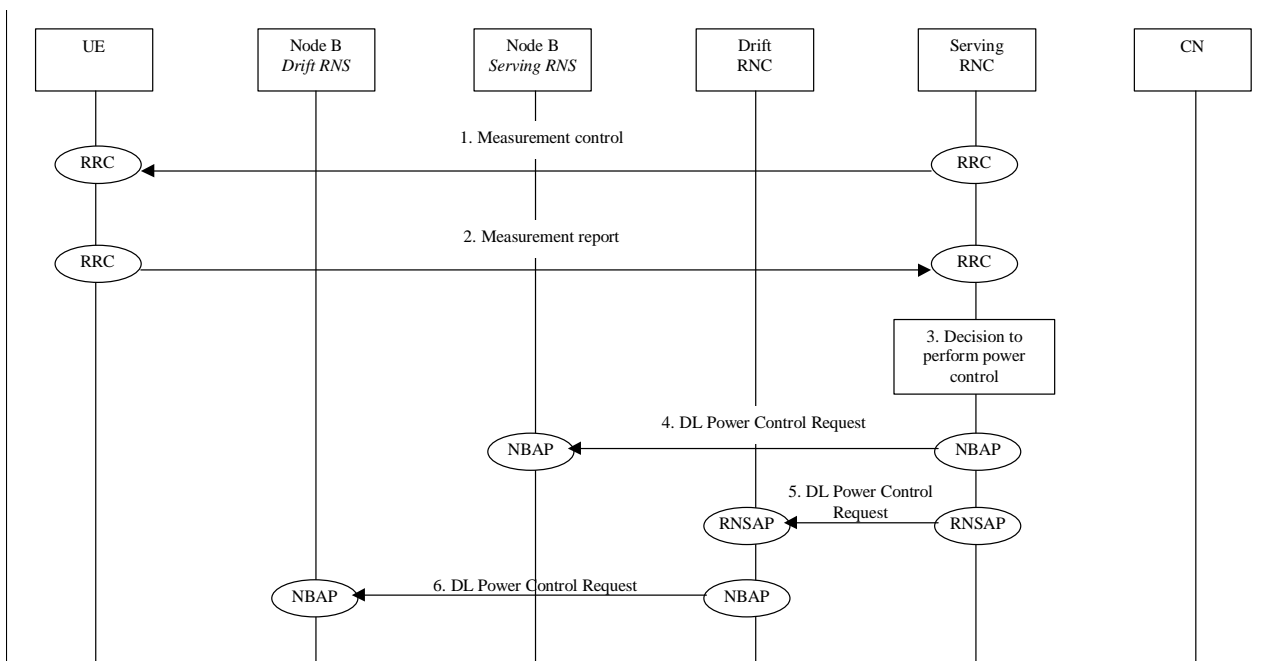 UE
Node B
Drift RNS
Node B
Serving RNS
Drift
RNC
Serving
RNC
CN
1. Measurement control
RRC
RRC
2. Measurement report
RRC
RRC
3. Decision to
perform power
control
4. DL Power Control Request
NBAP
NBAP
5. DL Power Control
Request
RNSAP
RNSAP
6. DL Power Control Request
NBAP
NBAP